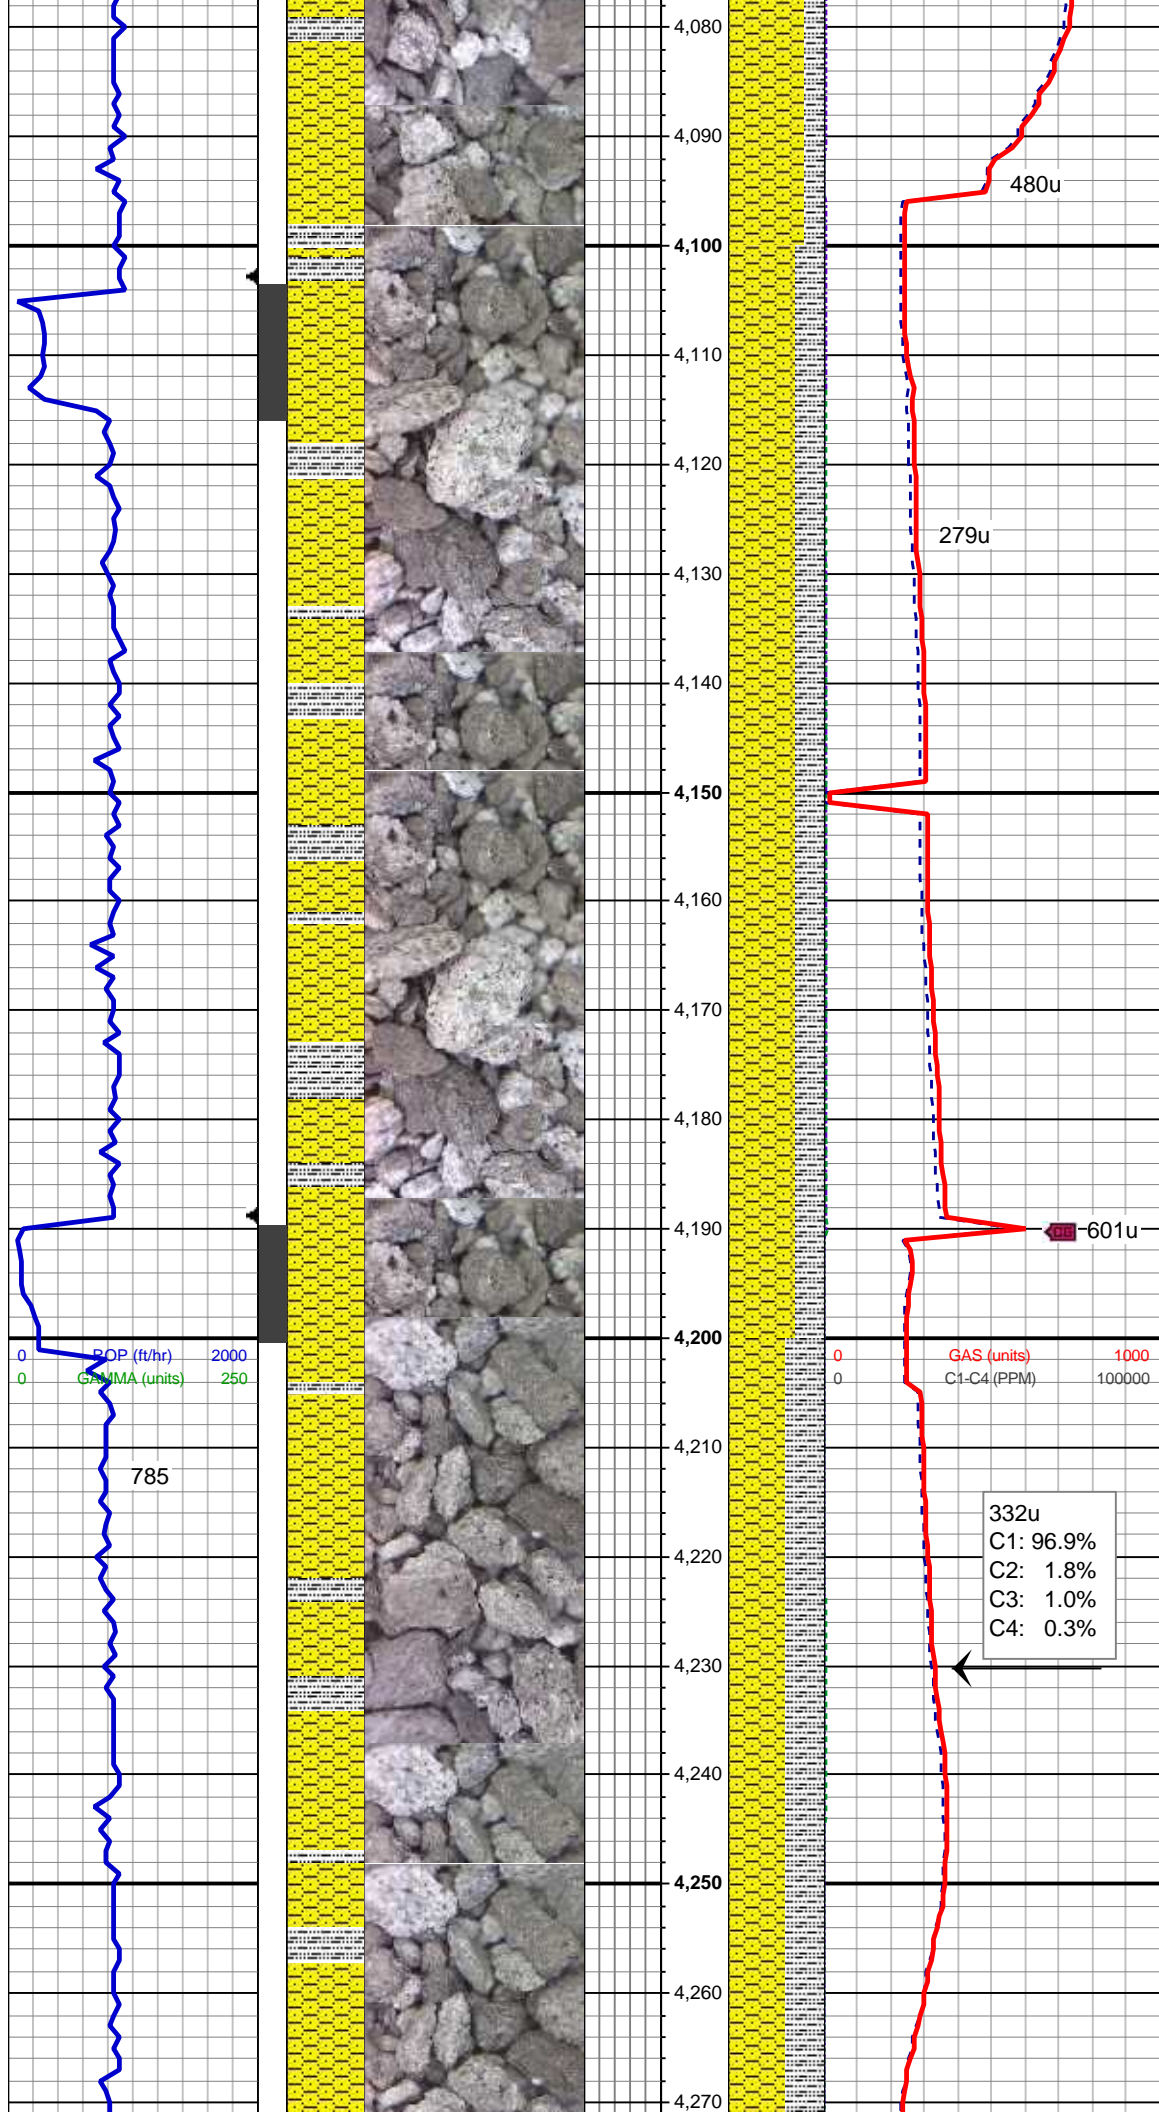 4,080
4,090
480u
4,100
4,110
4,120
279u
4,130
4,140
4,150
4,160
4,170
4,180
4,190
CG
601u
4,200
0 ROP (ft/hr) 2000
0 GAS (units) 1000
0 GAMMA (units) 250
0 C1-C4 (PPM) 100000
4,210
785
332u
C1: 96.9%
C2: 1.8%
C3: 1.0%
C4: 0.3%
4,220
4,230
4,240
4,250
4,260
4,270